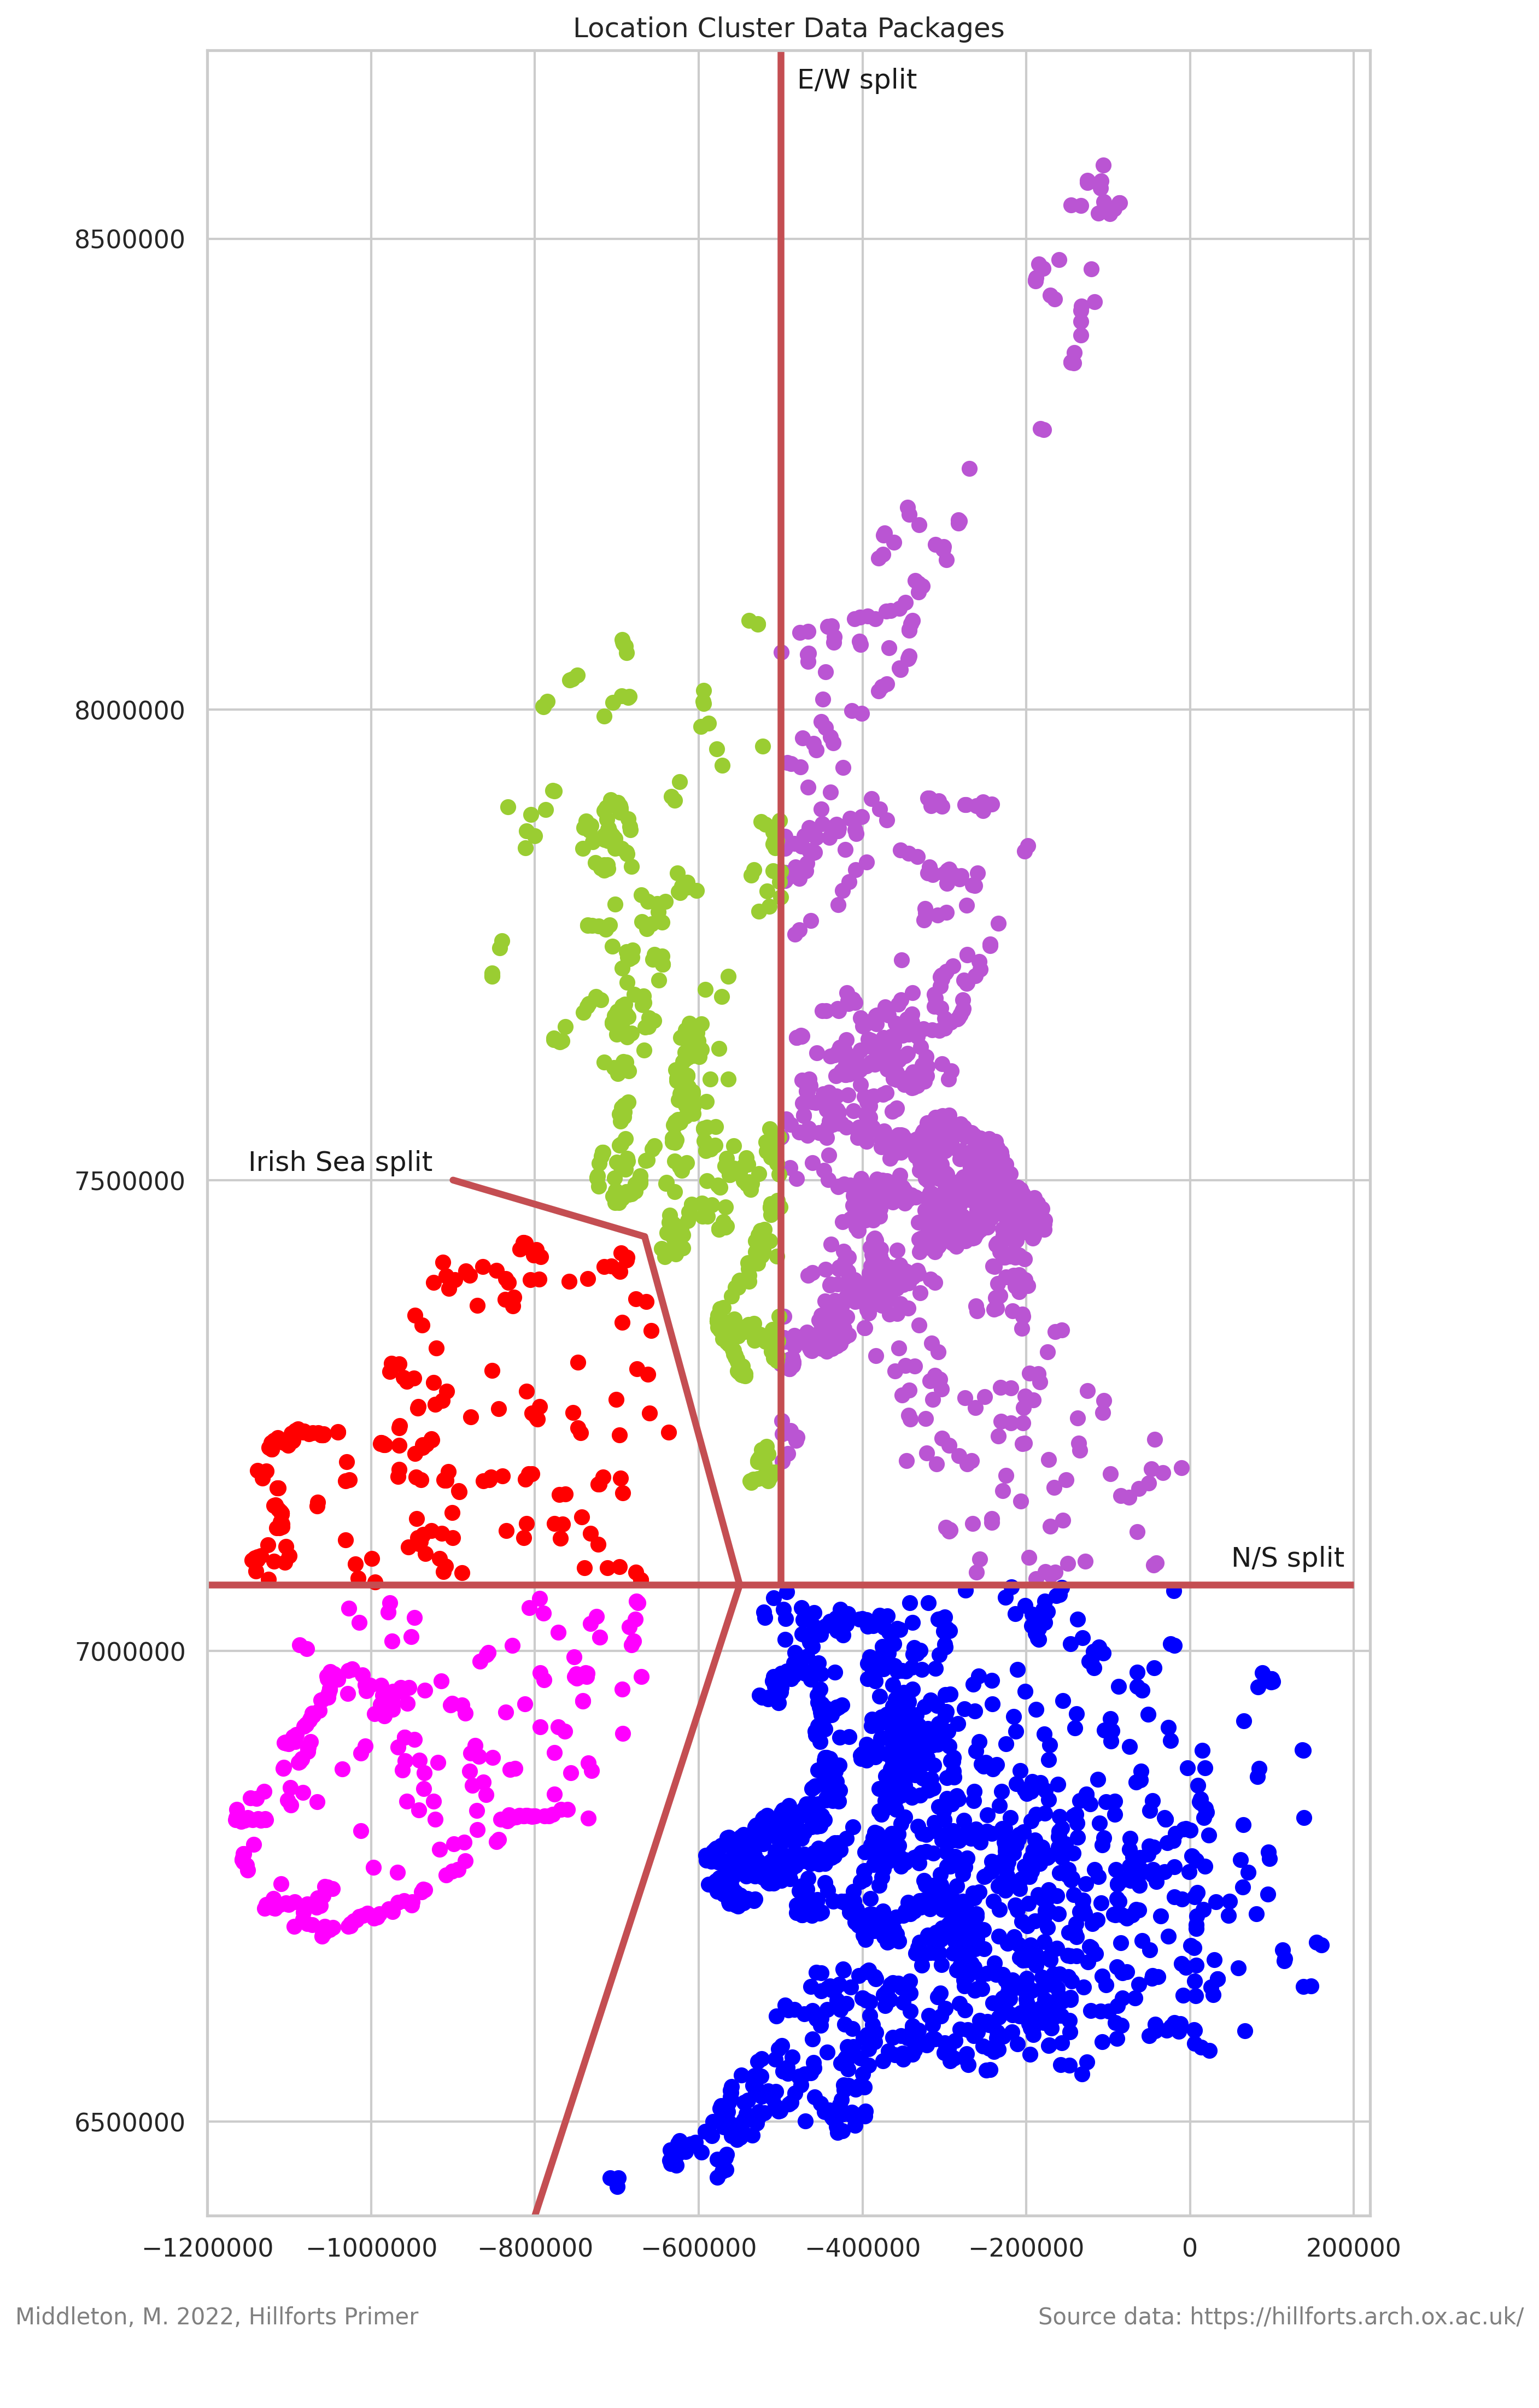 Location Cluster Data Packages
E/W split
8500000
8000000
Irish Sea split
7500000
N/S split
7000000
6500000
−1200000 −1000000 −800000 −600000 −400000 −200000 0 200000
Middleton, M. 2022, Hillforts Primer
Source data: https://hillforts.arch.ox.ac.uk/